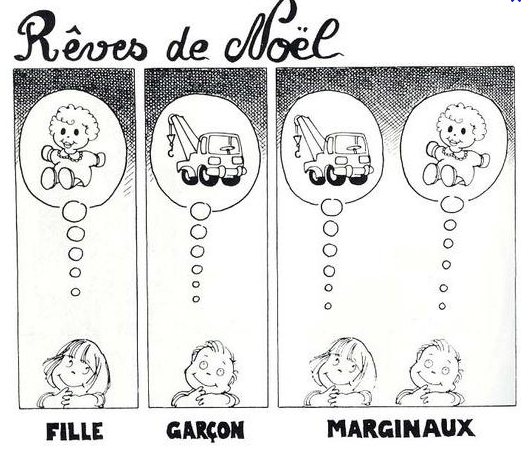 Rêves de Noël
FILLE
GARÇON
MARGINAUX